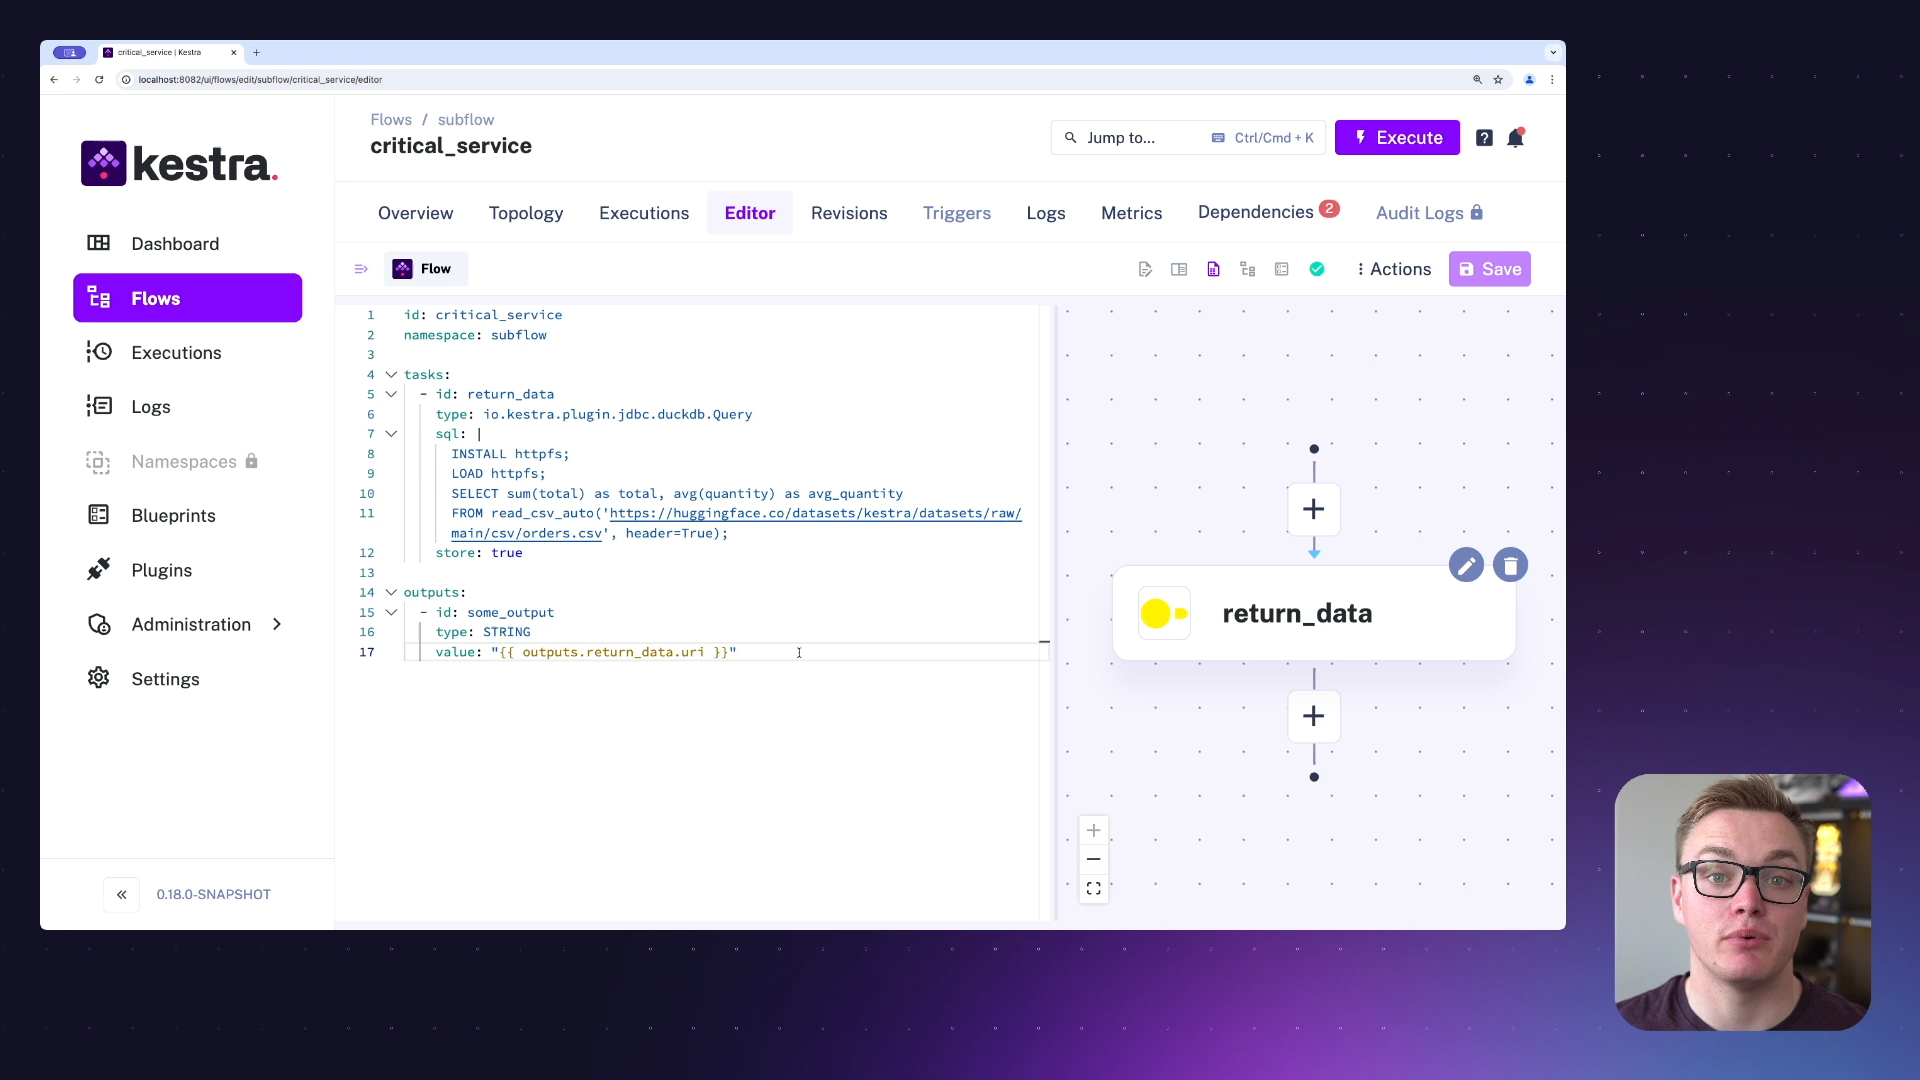 critical_service | Kestra
localhost:8082/ui/flows/edit/subflow/critical_service/editor
kestra.
Dashboard
Flows
Executions
Logs
Namespaces
Blueprints
Plugins
Administration
Settings
0.18.0-SNAPSHOT
Flows / subflow
critical_service
Jump to... Ctrl/Cmd + K
Execute
Overview Topology Executions Editor Revisions Triggers Logs Metrics Dependencies 2 Audit Logs
Flow
Actions
Save
1 id: critical_service
2 namespace: subflow
3
4 tasks:
5 - id: return_data
6 type: io.kestra.plugin.jdbc.duckdb.Query
7 sql: |
8 INSTALL httpfs;
9 LOAD httpfs;
10 SELECT sum(total) as total, avg(quantity) as avg_quantity
11 FROM read_csv_auto('https://huggingface.co/datasets/kestra/datasets/raw/
main/csv/orders.csv', header=True);
12 store: true
13
14 outputs:
15 - id: some_output
16 type: STRING
17 value: "{{ outputs.return_data.uri }}"
return_data